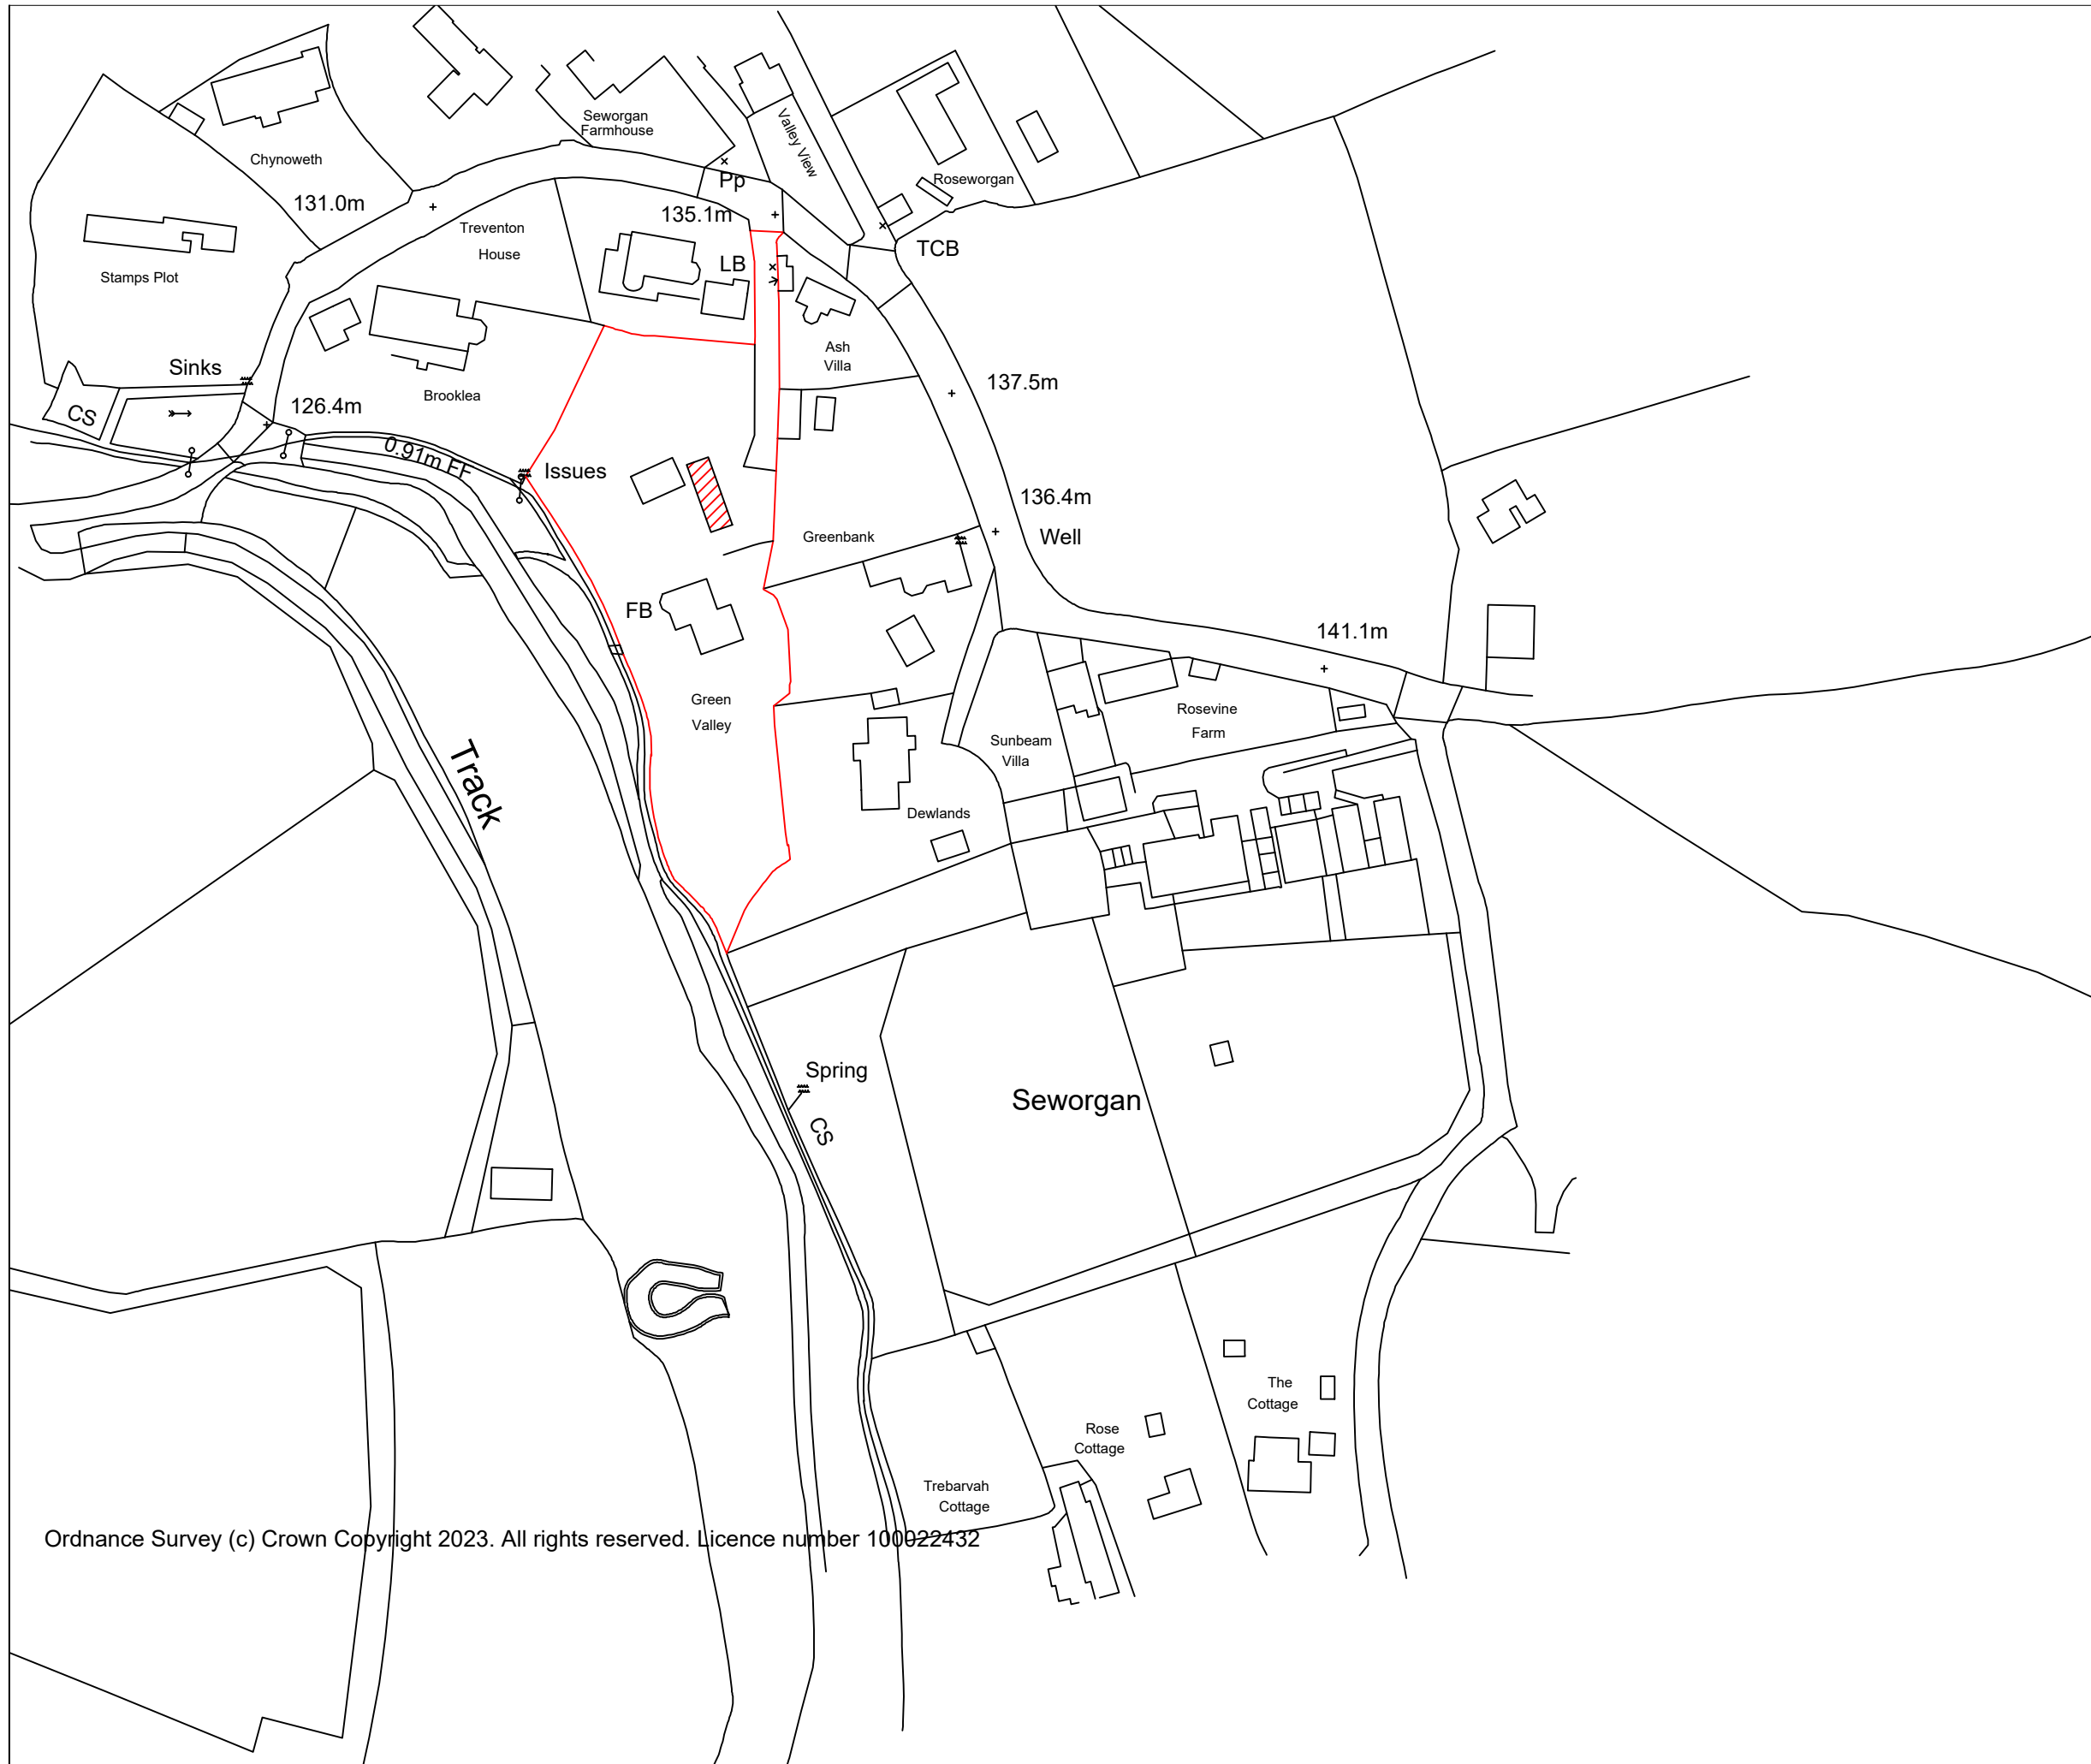 Seworgan
Farmhouse
Valley View
Chynoweth
Pp
Roseworgan
131.0m
135.1m
Treventon
House
TCB
LB
Stamps Plot
Ash
Villa
Sinks
137.5m
Brooklea
126.4m
CS
0.91m FF
Issues
136.4m
Greenbank
Well
FB
141.1m
Green
Valley
Rosevine
Farm
Sunbeam
Villa
Track
Dewlands
Spring
Seworgan
CS
The
Cottage
Rose
Cottage
Trebarvah
Cottage
Ordnance Survey (c) Crown Copyright 2023. All rights reserved. Licence number 100022432